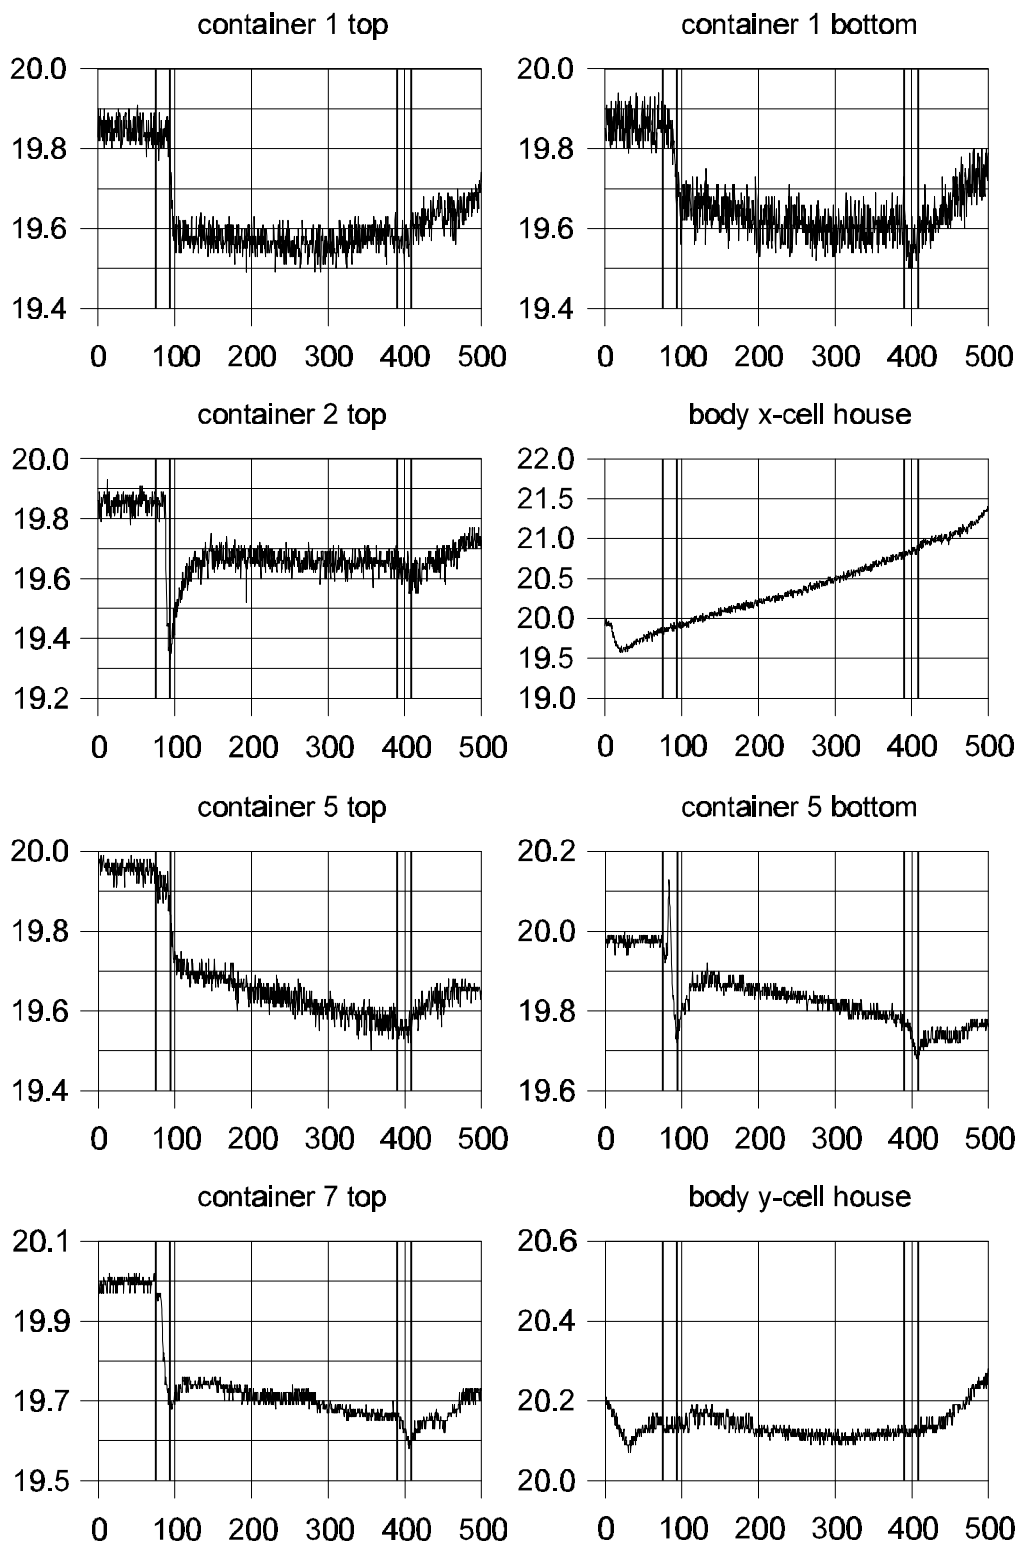 container 1 top
container 1 bottom
20.0
19.8
19.6
19.4
0 100 200 300 400 500
20.0
19.8
19.6
19.4
0 100 200 300 400 500
container 2 top
body x-cell house
20.0
19.8
19.6
19.4
19.2
0 100 200 300 400 500
22.0
21.5
21.0
20.5
20.0
19.5
19.0
0 100 200 300 400 500
container 5 top
container 5 bottom
20.0
19.8
19.6
19.4
0 100 200 300 400 500
20.2
20.0
19.8
19.6
0 100 200 300 400 500
container 7 top
body y-cell house
20.1
19.9
19.7
19.5
0 100 200 300 400 500
20.6
20.4
20.2
20.0
0 100 200 300 400 500